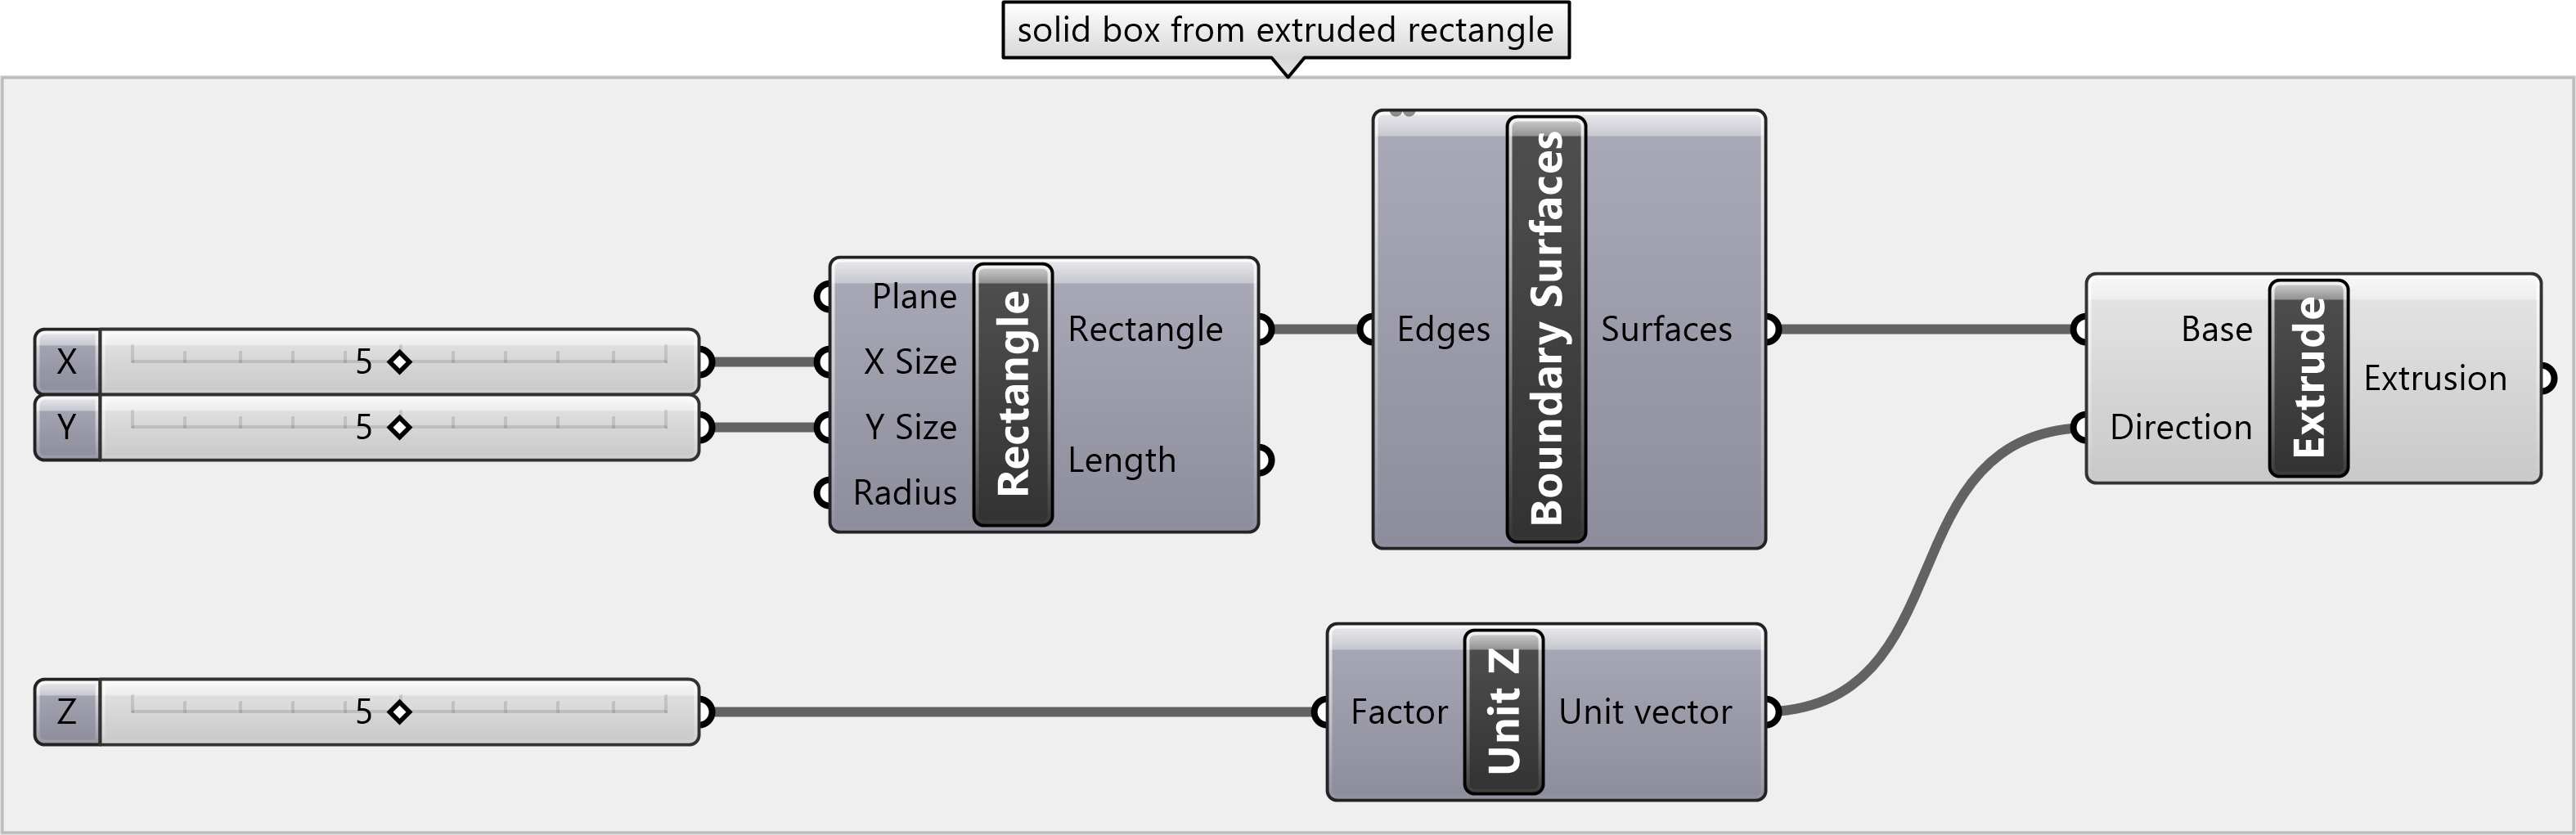 solid box from extruded rectangle
X
5
Y
5
Z
5
Plane
X Size
Y Size
Radius
Rectangle
Rectangle
Length
Edges
Boundary Surfaces
Surfaces
Factor
Unit Z
Unit vector
Base
Direction
Extrude
Extrusion